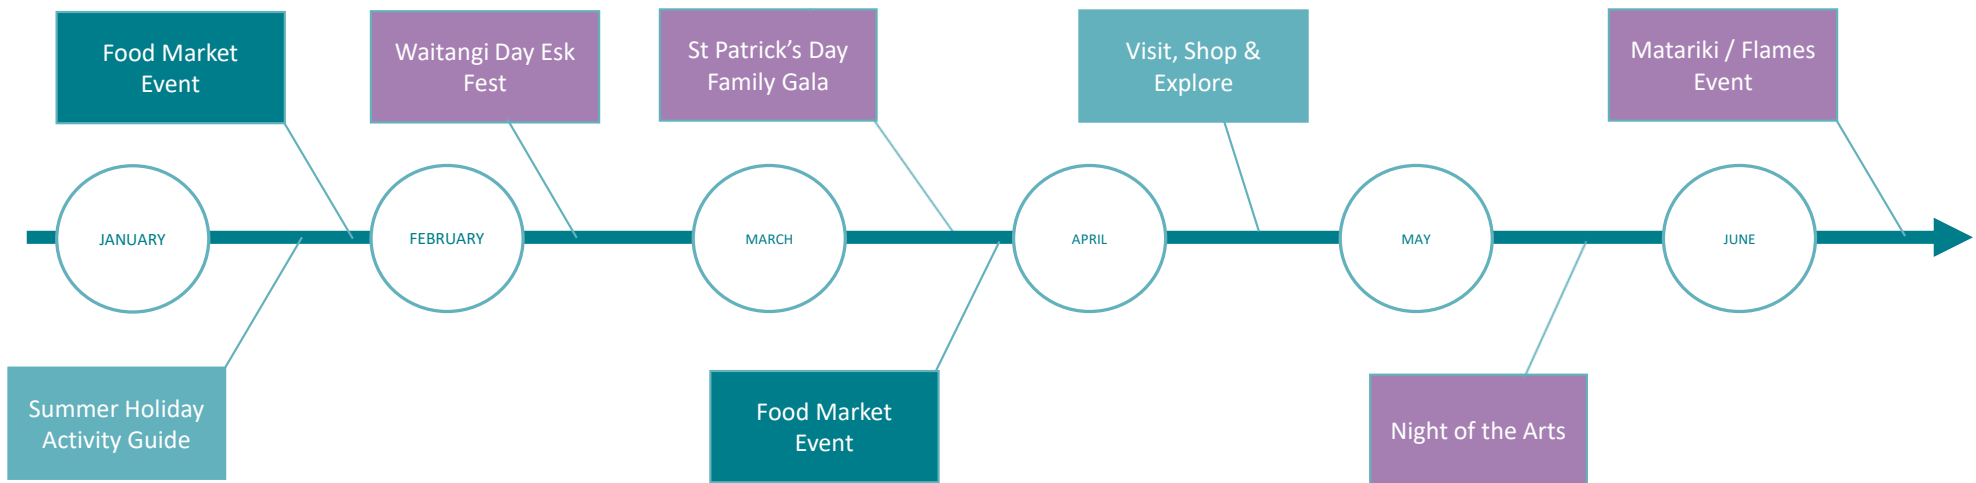 Food Market
Event
Waitangi Day Esk
Fest
St Patrick’s Day
Family Gala
Visit, Shop &
Explore
Matariki / Flames
Event
JANUARY
FEBRUARY
MARCH
APRIL
MAY
JUNE
Summer Holiday
Activity Guide
Food Market
Event
Night of the Arts